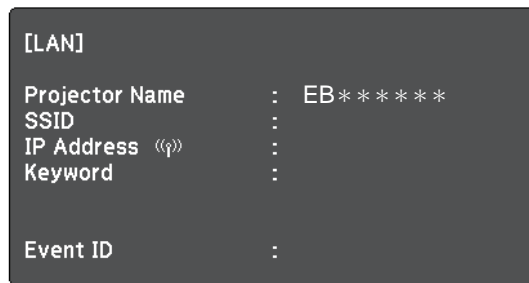 [LAN]
Projector Name : EB******
SSID :
IP Address :
Keyword :
Event ID :